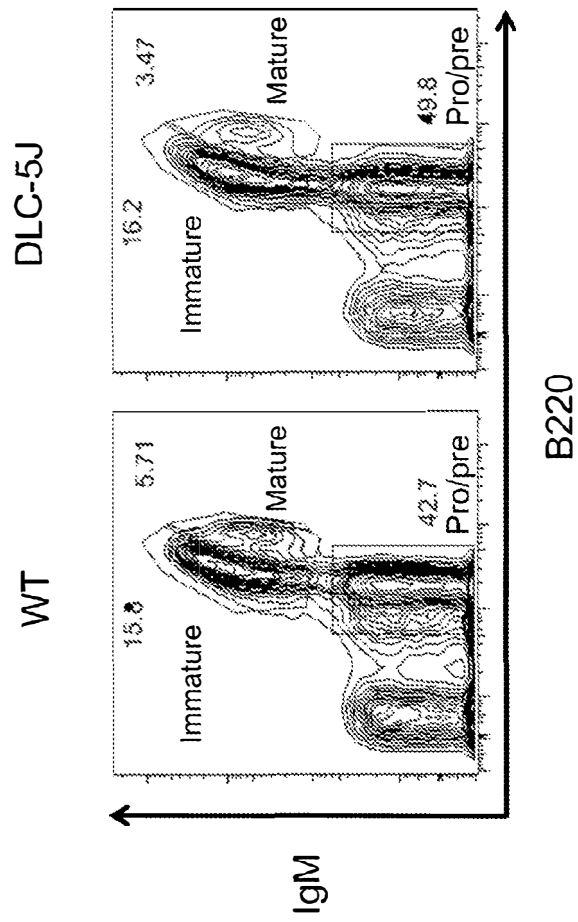 WT
DLC-5J
15.8
5.71
Immature
Mature
42.7
Pro/pre
16.2
3.47
Immature
Mature
49.8
Pro/pre
IgM
B220